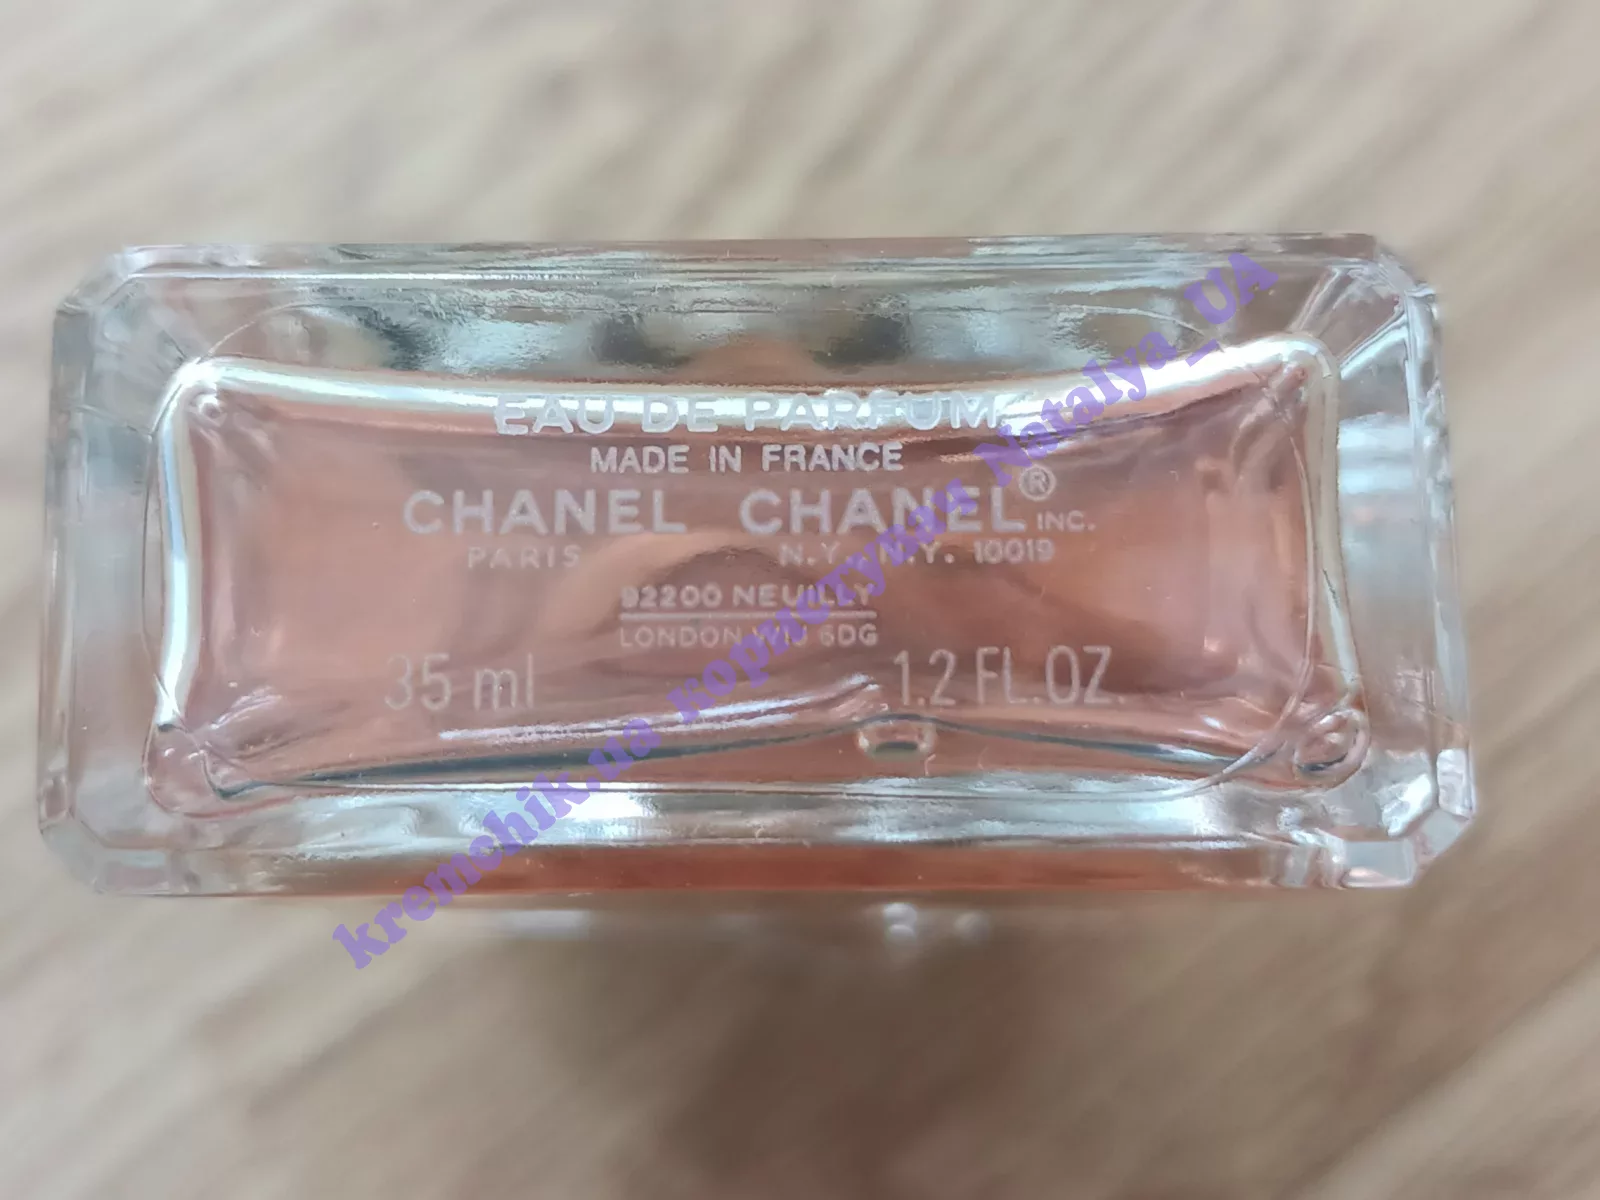 EAU DE PARFUM
MADE IN FRANCE
CHANEL CHANEL® INC.
PARIS N.Y., N.Y. 10019
92200 NEUILLY
LONDON W1J 6DG
35 ml 1.2 FL.OZ.
kremchik.ua користувач Natalya_UA